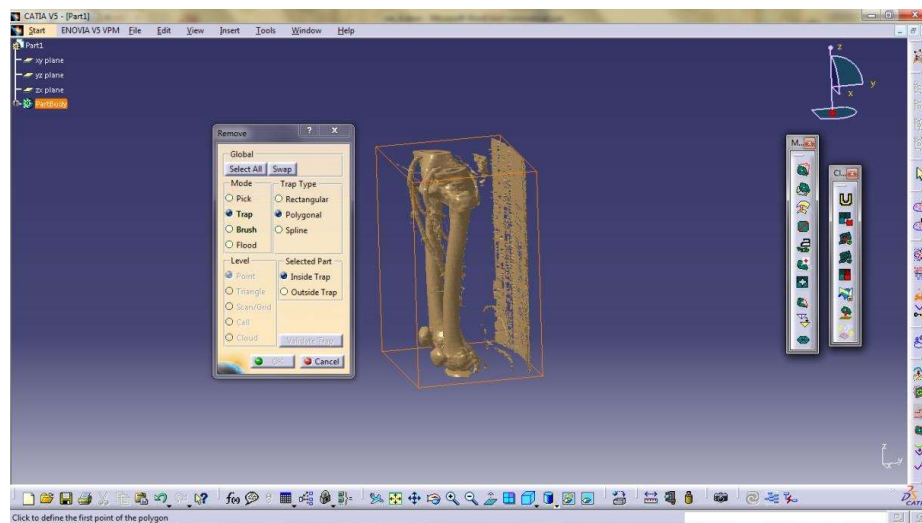 CATIA V5 - [Part1]
Start ENOVIA V5 VPM File Edit View Insert Tools Window Help
Part1
xy plane
yz plane
zx plane
PartBody
z
y
x
Remove
Global
Select All Swap
Mode Trap Type
Pick Rectangular
Trap Polygonal
Brush Spline
Flood
Level Selected Part
Point Inside Trap
Triangle Outside Trap
Scan/Grid
Cell
Cloud Validate Trap
OK Cancel
M...
Cl...
z
y
f(x)
Click to define the first point of the polygon